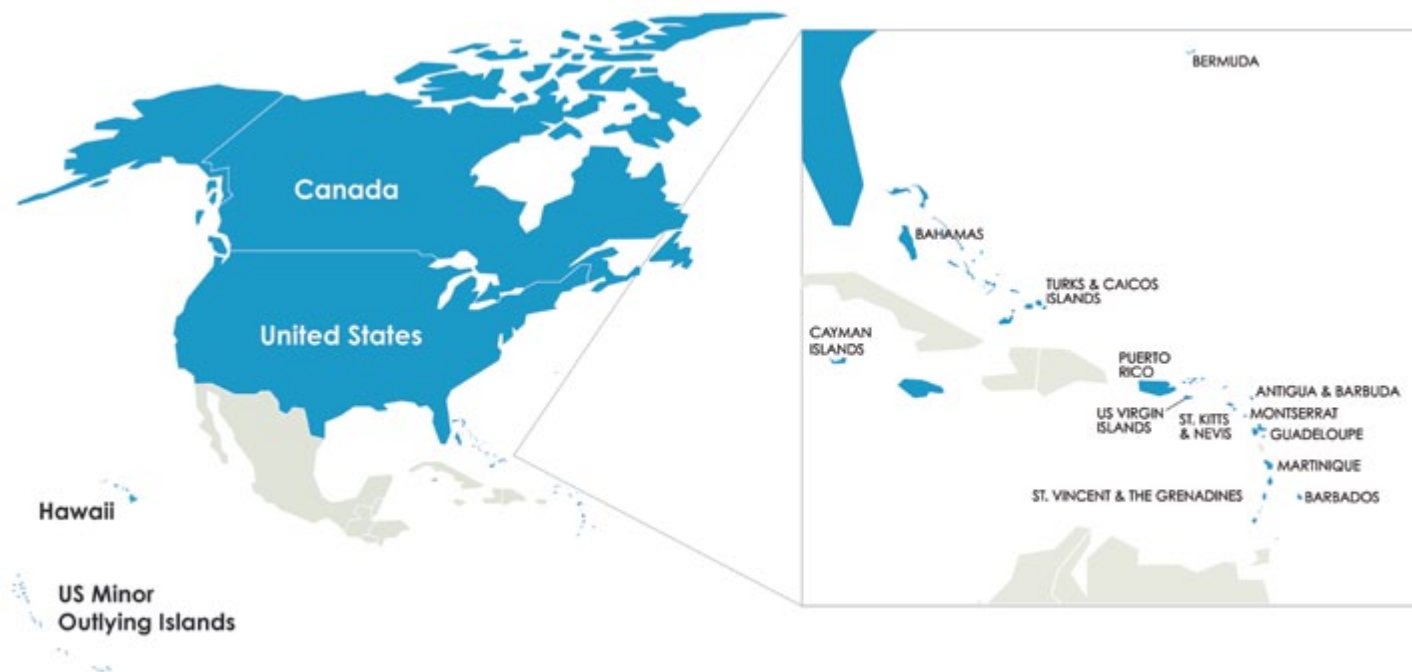 Canada
United States
Hawaii
US Minor
Outlying Islands
BERMUDA
BAHAMAS
TURKS & CAICOS
ISLANDS
CAYMAN
ISLANDS
PUERTO
RICO
US VIRGIN
ISLANDS
ST. KITTS
& NEVIS
ANTIGUA & BARBUDA
MONTSERRAT
GUADELOUPE
MARTINIQUE
ST. VINCENT & THE GRENADINES
BARBADOS